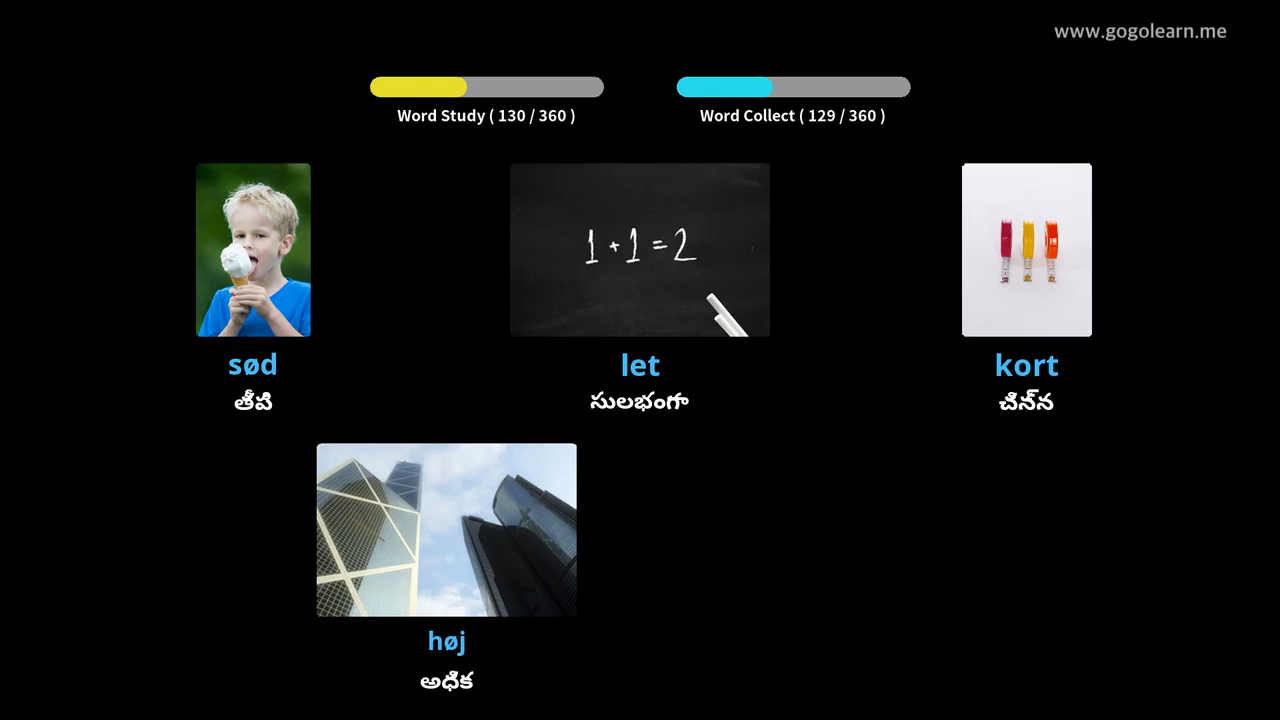 www.gogolearn.me
Word Study ( 130 / 360 )
Word Collect ( 129 / 360 )
1 + 1 = 2
sød
తీపి
let
సులభంగా
kort
చిన్న
høj
అధిక